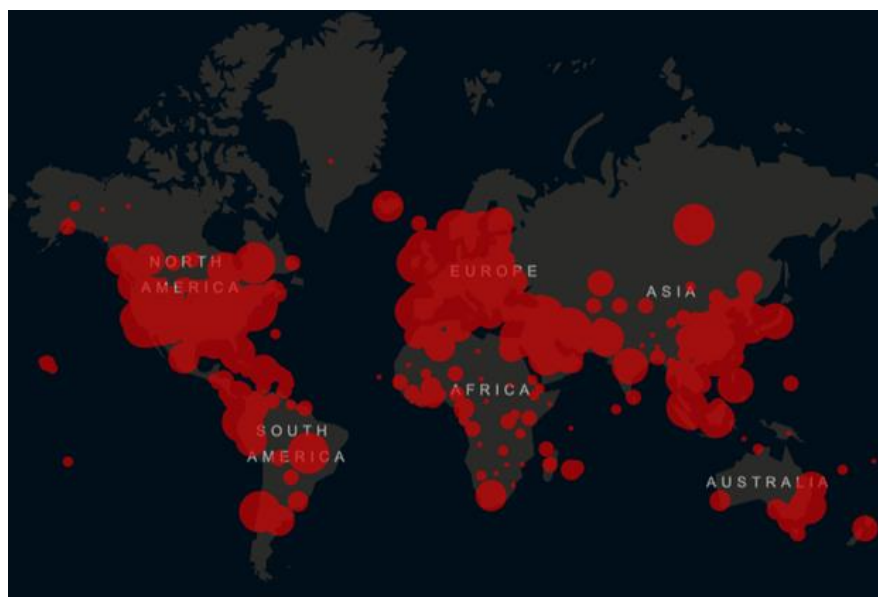 NORTH
AMERICA
EUROPE
ASIA
AFRICA
SOUTH
AMERICA
AUSTRALIA